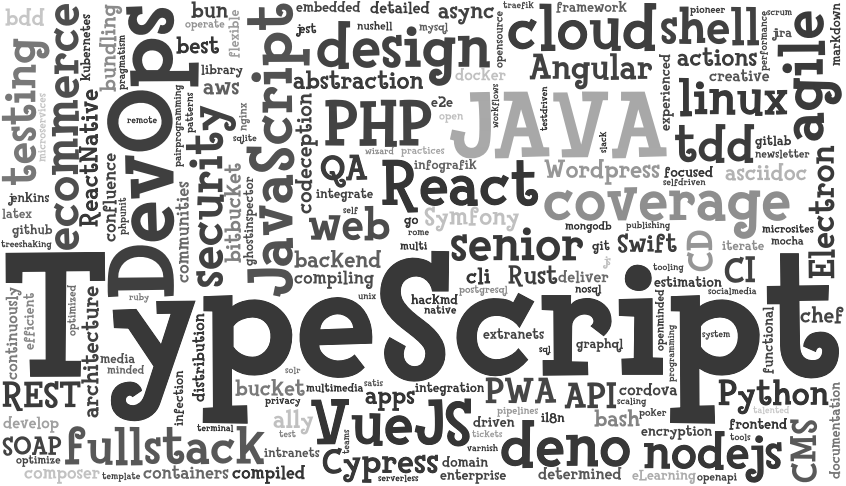 bdd
testing
microservices
ecommerce
kubernetes
bundling
pragmatism
DevOps
bun
operate
flexible
best
library
aws
pairprogramming
patterns
nginx
sqlite
remote
JavaScript
embedded
detailed
async
jest
nushell
mysql
traefik
framework
opensource
design
abstraction
docker
cloud
shell
pioneer
scrum
performance
jra
markdown
Angular
actions
creative
agile
experienced
linux
codeception
PHP
e2e
open
JAVA
workflows
testdriven
slack
tdd
gitlab
newsletter
wizard
practices
QA
infografik
integrate
React
Wordpress
focused
selfdriven
asciidoc
Electron
ReactNative
confluence
phpunit
communities
security
bitbucket
ghostinspector
jenkins
latex
github
treeshaking
self
web
go
rome
multi
Symfony
coverage
mongodb
publishing
microsites
mocha
senior
git
Swift
CD
iterate
backend
compiling
cli
Rust
deliver
js
tooling
CI
estimation
socialmedia
postgresql
nosql
TypeScript
continuously
efficient
optimized
architecture
ruby
unix
hackmd
native
extranets
sql
graphql
openminded
programming
system
functional
chef
media
minded
distribution
infection
solr
REST
bucket
multimedia
satis
integration
privacy
apps
PWA
API
cordova
scaling
Python
develop
terminal
ally
test
VueJS
teams
pipelines
i18n
bash
poker
talented
driven
tickets
encryption
frontend
tools
CMS
documentation
SOAP
optimize
fullstack
intranets
varnish
deno
nodejs
composer
template
containers
compiled
Cypress
serverless
domain
enterprise
determined
eLearning
openapi